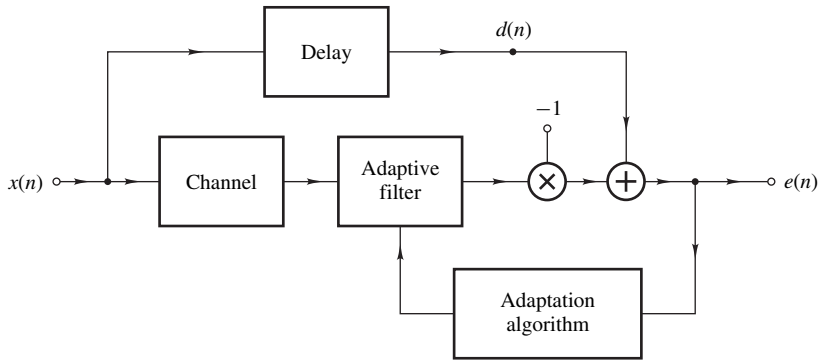 d(n)
Delay
−1
x(n)
Channel
Adaptive
filter
×
+
e(n)
Adaptation
algorithm